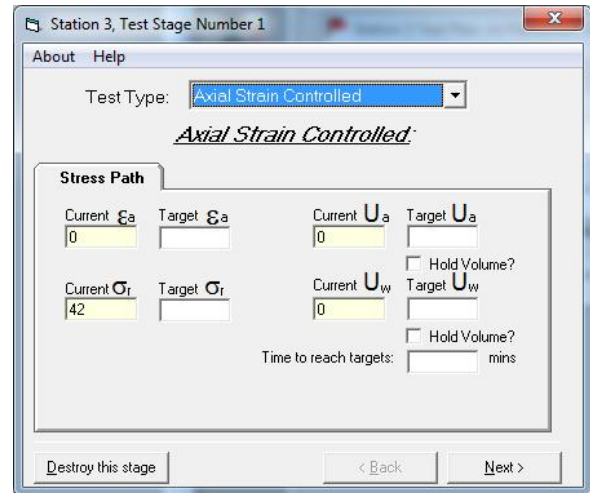 Station 3, Test Stage Number 1
About Help
Test Type: Axial Strain Controlled
Axial Strain Controlled:
Stress Path
Current εa Target εa Current Ua Target Ua
0 0
Hold Volume?
Current σr Target σr Current Uw Target Uw
42 0
Hold Volume?
Time to reach targets: mins
Destroy this stage < Back Next >